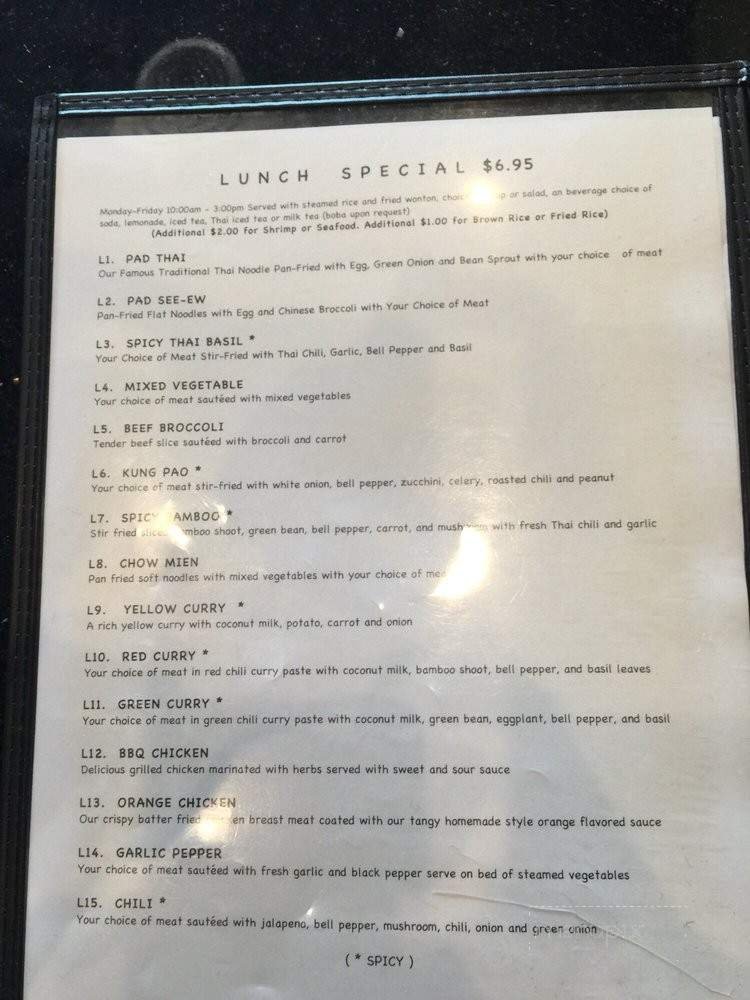 LUNCH SPECIAL $6.95
Monday-Friday 10:00am - 3:00pm Served with steamed rice and fried wonton, or salad, an beverage choice of
soda, lemonade, iced tea, Thai iced tea or milk tea (boba upon request)
(Additional $2.00 for Shrimp or Seafood. Additional $1.00 for Brown Rice or Fried Rice)
L1. PAD THAI
Our Famous Traditional Thai Noodle Pan-Fried with Egg, Green Onion and Bean Sprout with your choice of meat
L2. PAD SEE-EW
Pan-Fried Flat Noodles with Egg and Chinese Broccoli with Your Choice of Meat
L3. SPICY THAI BASIL *
Your Choice of Meat Stir-Fried with Thai Chili, Garlic, Bell Pepper and Basil
L4. MIXED VEGETABLE
Your choice of meat sautéed with mixed vegetables
L5. BEEF BROCCOLI
Tender beef slice sautéed with broccoli and carrot
L6. KUNG PAO *
Your choice of meat stir-fried with white onion, bell pepper, zucchini, celery, roasted chili and peanut
L7. SPICY BAMBOO *
Stir fried bamboo shoot, green bean, bell pepper, carrot, and mushroom with fresh Thai chili and garlic
L8. CHOW MIEN
Pan fried soft noodles with mixed vegetables with your choice of meat
L9. YELLOW CURRY *
A rich yellow curry with coconut milk, potato, carrot and onion
L10. RED CURRY *
Your choice of meat in red chili curry paste with coconut milk, bamboo shoot, bell pepper, and basil leaves
L11. GREEN CURRY *
Your choice of meat in green chili curry paste with coconut milk, green bean, eggplant, bell pepper, and basil
L12. BBQ CHICKEN
Delicious grilled chicken marinated with herbs served with sweet and sour sauce
L13. ORANGE CHICKEN
Our crispy batter fried chicken breast meat coated with our tangy homemade style orange flavored sauce
L14. GARLIC PEPPER
Your choice of meat sautéed with fresh garlic and black pepper serve on bed of steamed vegetables
L15. CHILI *
Your choice of meat sautéed with jalapeno, bell pepper, mushroom, chili, onion and green onion
( * SPICY )